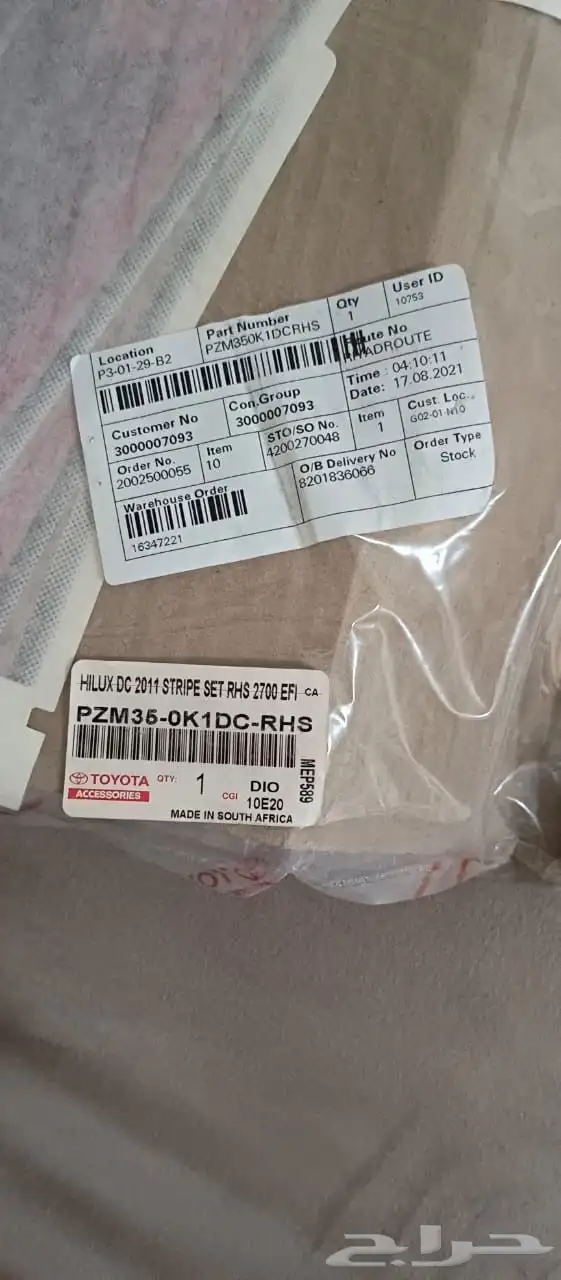 Location
P3-01-29-B2
Part Number
PZM350K1DCRHS
Qty
1
User ID
10753
Customer No
3000007093
Con.Group
3000007093
Route No
Time : 04:10:11
Date: 17.08.2021
Order No.
2002500055
Item
10
STO/SO No.
4200270048
Item
1
Cust. Loc.
G02-01-N10
Warehouse Order
16347221
O/B Delivery No
8201836066
Order Type
Stock
HILUX DC 2011 STRIPE SET RHS 2700 EFI CA
PZM35-0K1DC-RHS
TOYOTA
ACCESSORIES
QTY: 1
CGI
DIO
10E20
MEP589
MADE IN SOUTH AFRICA
حراج